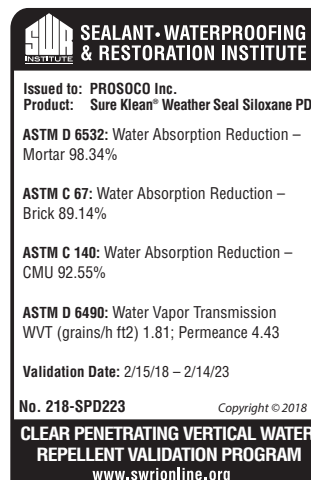 SWR
INSTITUTE
SEALANT • WATERPROOFING
& RESTORATION INSTITUTE
Issued to: PROSOCO Inc.
Product: Sure Klean® Weather Seal Siloxane PD
ASTM D 6532: Water Absorption Reduction –
Mortar 98.34%
ASTM C 67: Water Absorption Reduction –
Brick 89.14%
ASTM C 140: Water Absorption Reduction –
CMU 92.55%
ASTM D 6490: Water Vapor Transmission
WVT (grains/h ft2) 1.81; Permeance 4.43
Validation Date: 2/15/18 – 2/14/23
No. 218-SPD223
Copyright © 2018
CLEAR PENETRATING VERTICAL WATER
REPELLENT VALIDATION PROGRAM
www.swrionline.org